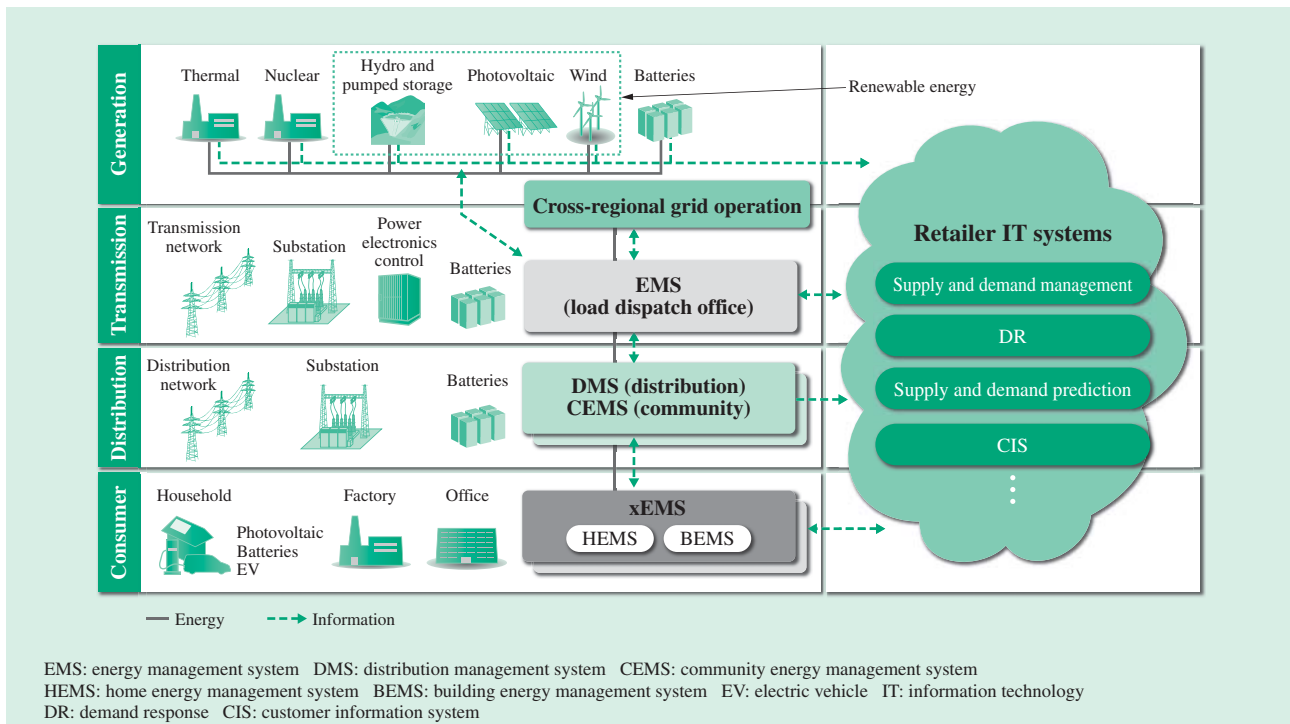 Generation
Thermal
Nuclear
Hydro and
pumped storage
Photovoltaic
Wind
Batteries
Renewable energy
Cross-regional grid operation
Transmission
Transmission
network
Substation
Power
electronics
control
Batteries
EMS
(load dispatch office)
Distribution
Distribution
network
Substation
Batteries
DMS (distribution)
CEMS (community)
Consumer
Household
Photovoltaic
Batteries
EV
Factory
Office
xEMS
HEMS
BEMS
Retailer IT systems
Supply and demand management
DR
Supply and demand prediction
CIS
Energy
Information
EMS: energy management system DMS: distribution management system CEMS: community energy management system
HEMS: home energy management system BEMS: building energy management system EV: electric vehicle IT: information technology
DR: demand response CIS: customer information system